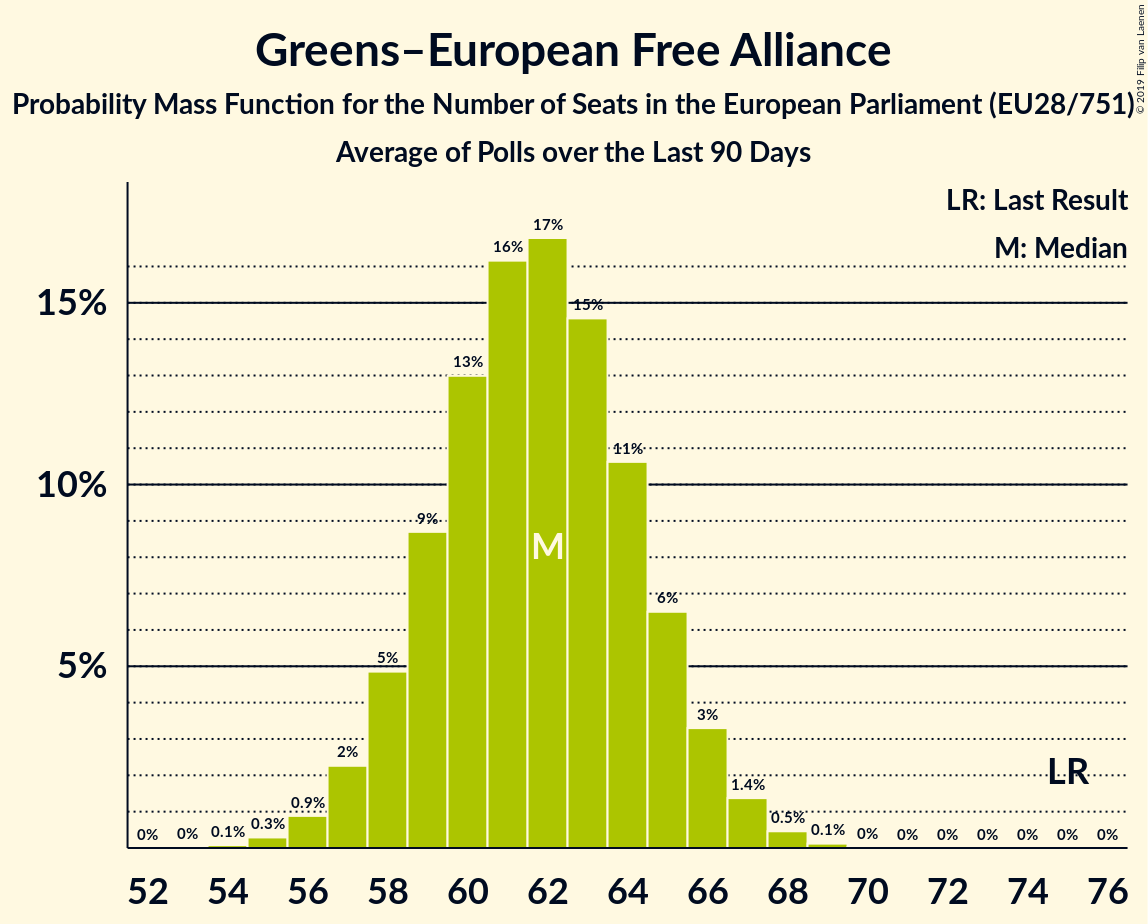 Greens–European Free Alliance
Probability Mass Function for the Number of Seats in the European Parliament (EU28/751)
Average of Polls over the Last 90 Days
© 2019 Filip van Laenen
LR: Last Result
M: Median
17%
16%
15%
15%
13%
11%
10%
9%
M
6%
5%
5%
3%
2%
LR
1.4%
0.9%
0.5%
0% 0% 0.1% 0.3% 0.1% 0% 0% 0% 0% 0% 0% 0%
52 54 56 58 60 62 64 66 68 70 72 74 76